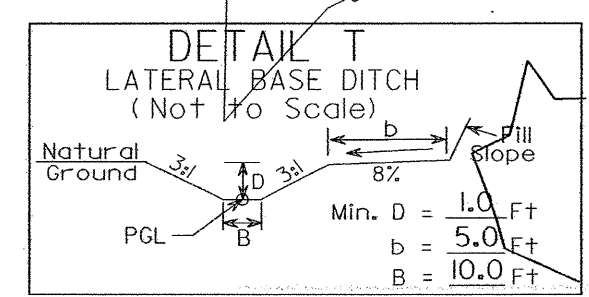 DETAIL T
LATERAL BASE DITCH
(Not to Scale)
b
Natural
Ground
3:1
D
3:1
8%
Fill
Slope
PGL
B
Min. D = 1.0 Ft
b = 5.0 Ft
B = 10.0 Ft